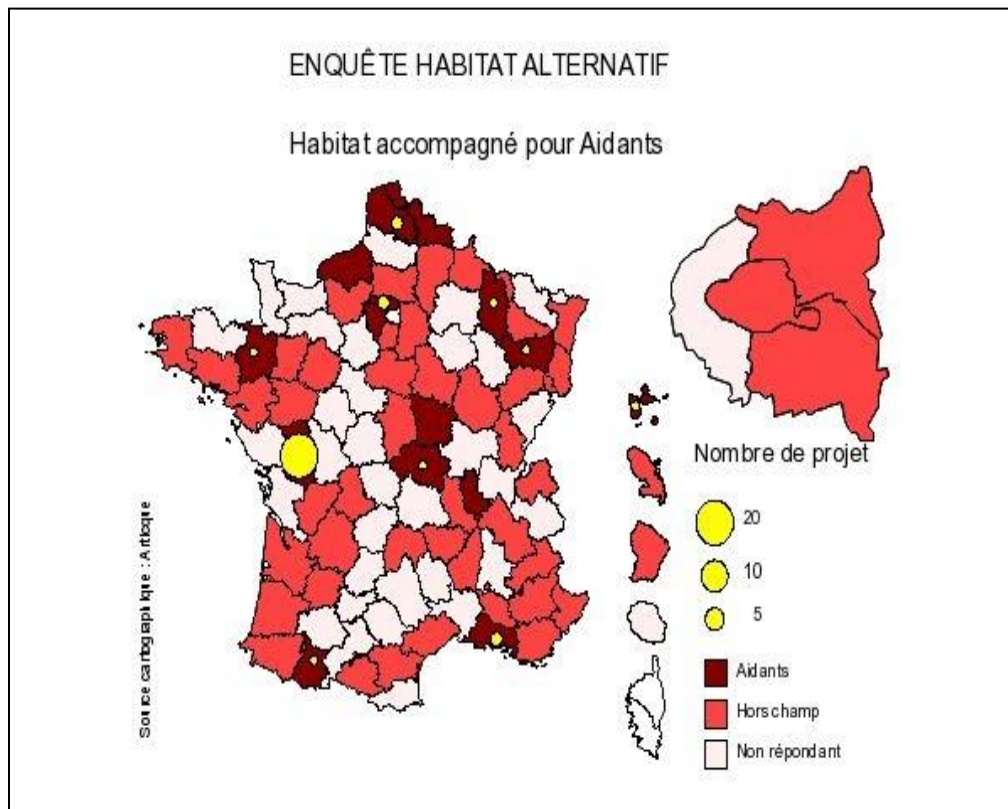 ENQUÊTE HABITAT ALTERNATIF
Habitat accompagné pour Aidants
Nombre de projet
20
10
5
Aidants
Hors champ
Non répondant
Source cartographique : Articque